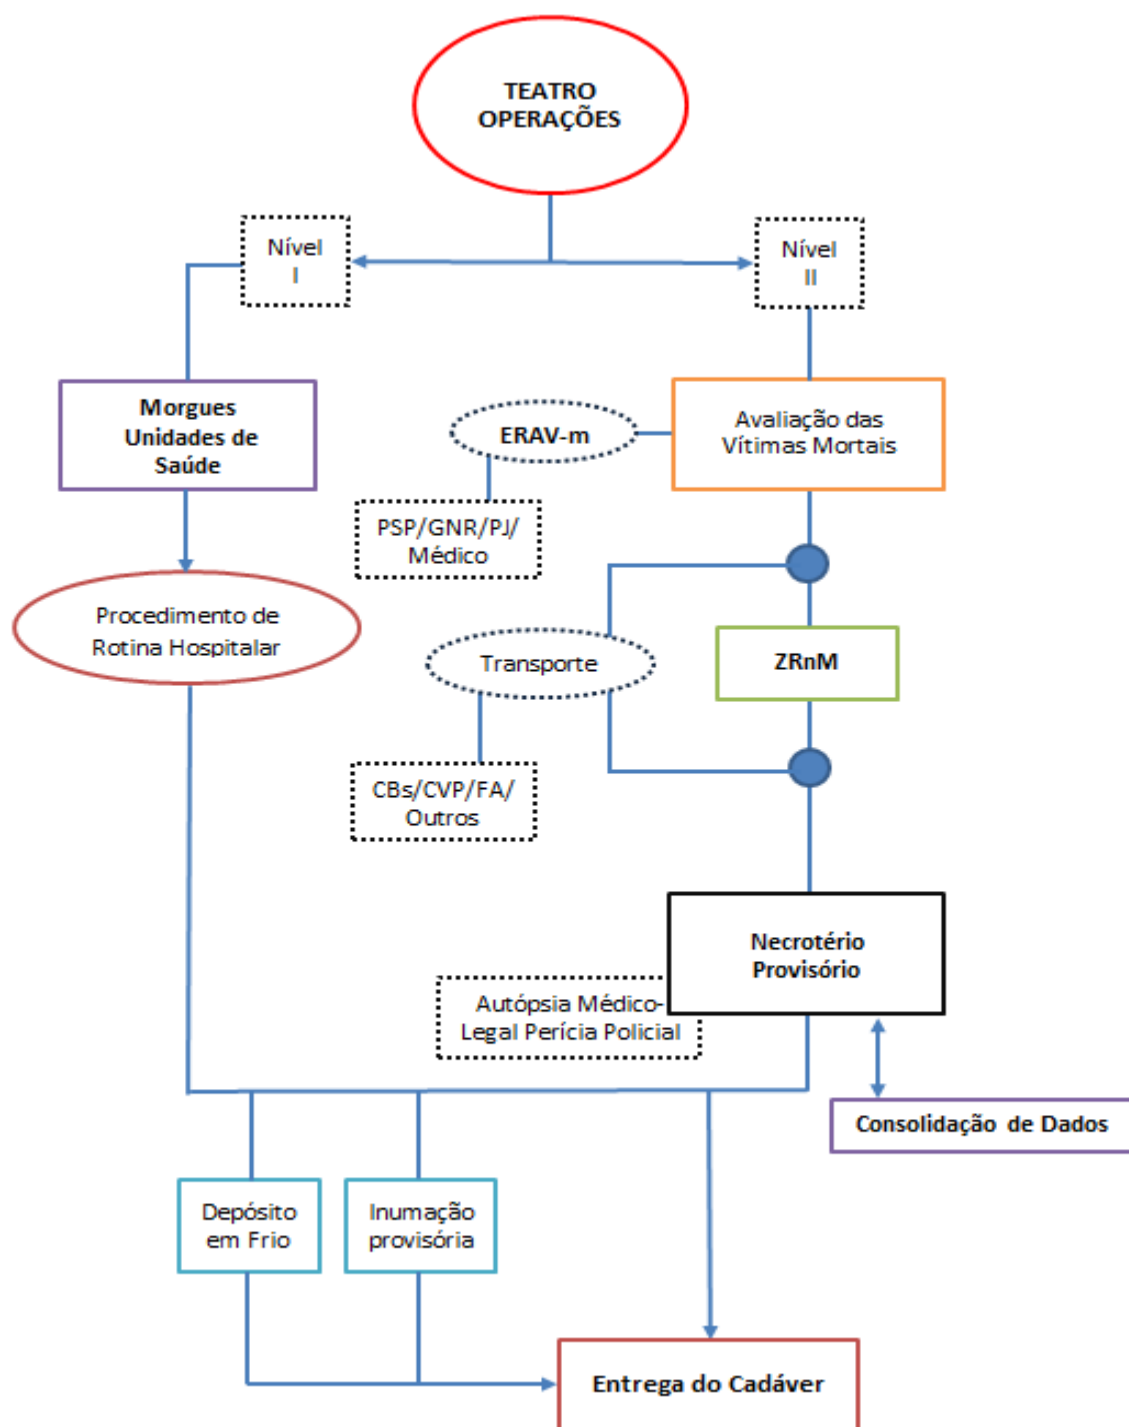 TEATRO
OPERAÇÕES
Nível
I
Nível
II
Morgues
Unidades de
Saúde
ERAV-m
Avaliação das
Vítimas Mortais
PSP/GNR/PJ/
Médico
Procedimento de
Rotina Hospitalar
Transporte
ZRnM
CBs/CVP/FA/
Outros
Necrotério
Provisório
Autópsia Médico-
Legal Perícia Policial
Consolidação de Dados
Depósito
em Frio
Inumação
provisória
Entrega do Cadáver